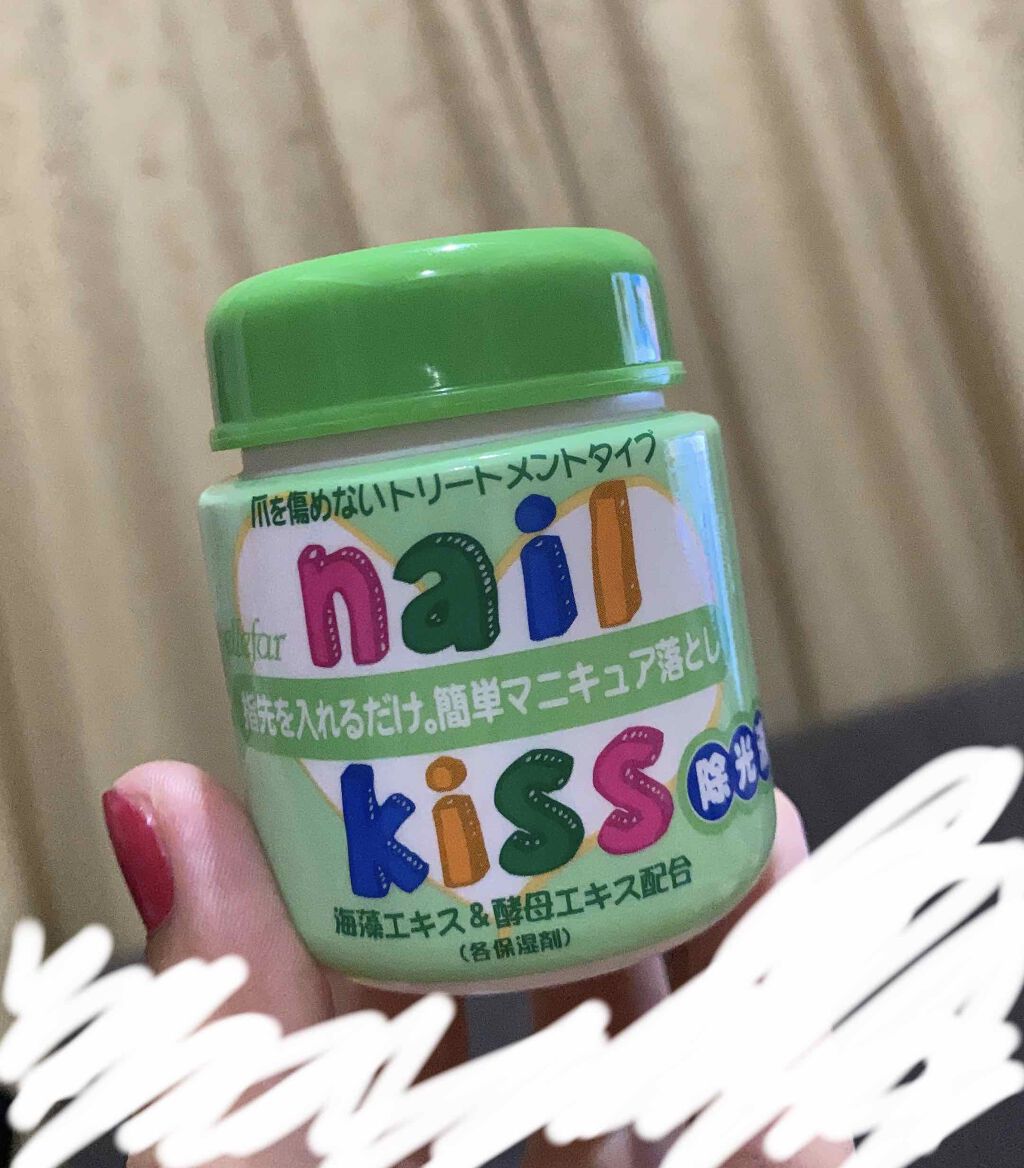 爪を傷めないトリートメントタイプ
nail
指先を入れるだけ。簡単マニキュア落とし
kiss
除光
海藻エキス&酵母エキス配合
(各保湿剤)